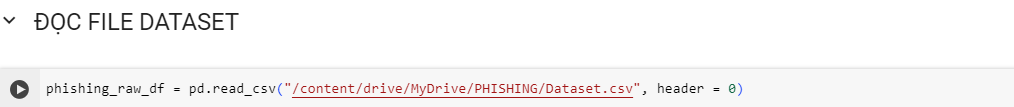 ĐỌC FILE DATASET
phishing_raw_df = pd.read_csv("/content/drive/MyDrive/PHISHING/Dataset.csv", header = 0)